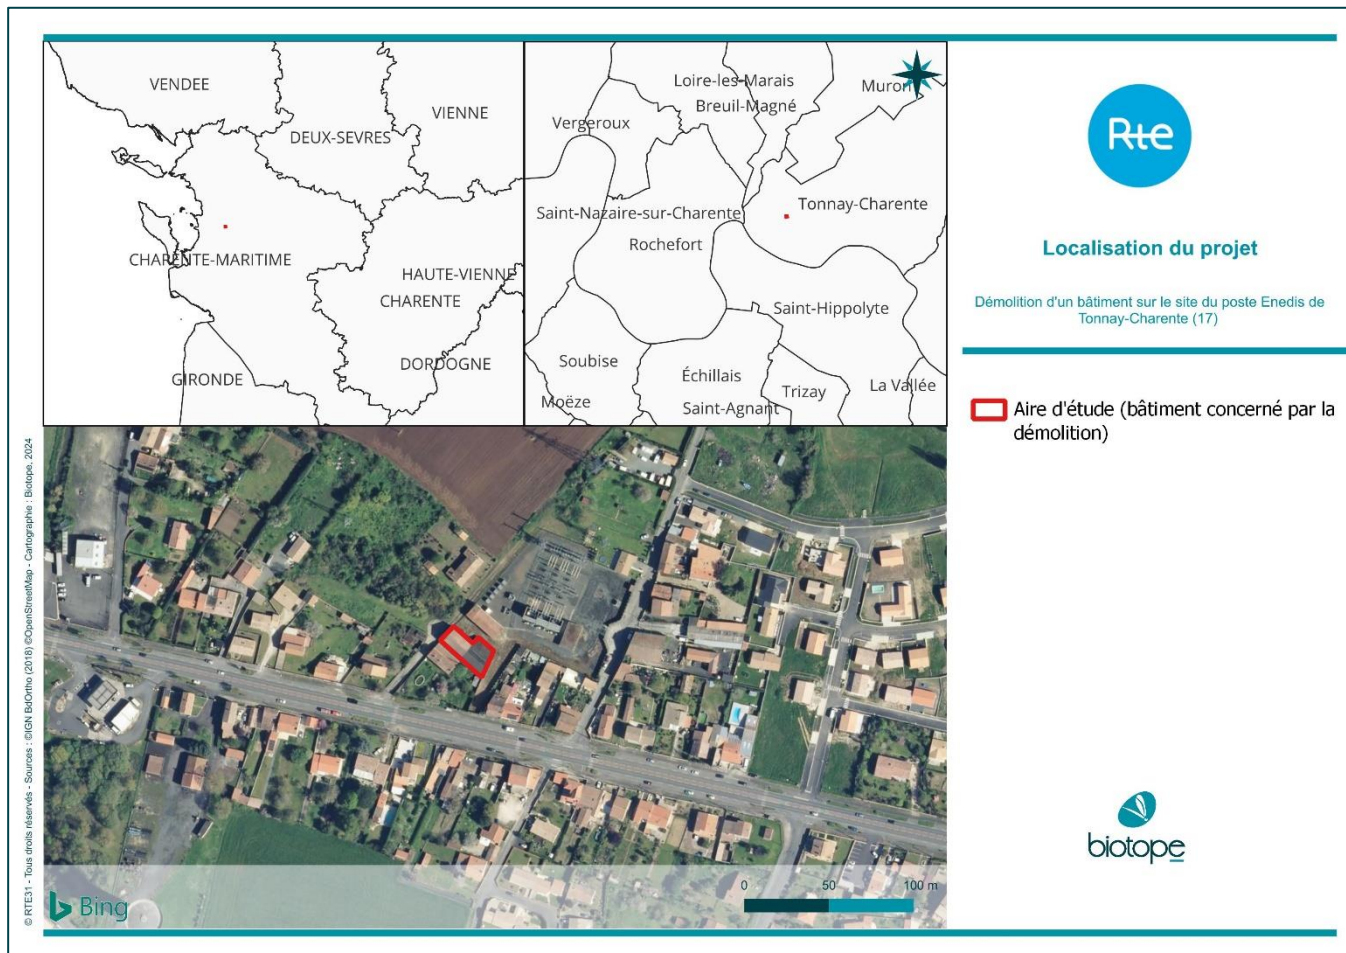 VENDEE
VIENNE
DEUX-SEVRES
CHARENTE-MARITIME
HAUTE-VIENNE
CHARENTE
DORDOGNE
GIRONDE
Loire-les-Marais
Muron
Breuil-Magné
Vergeroux
Tonnay-Charente
Saint-Nazaire-sur-Charente
Rochefort
Saint-Hippolyte
Soubise
Échillais
Trizay
La Vallée
Moëze
Saint-Agnant
Rte
Localisation du projet
Démolition d'un bâtiment sur le site du poste Enedis de
Tonnay-Charente (17)
Aire d'étude (bâtiment concerné par la
démolition)
© RTE31 - Tous droits réservés - Sources : ©IGN BdOrtho (2018) ©OpenStreetMap - Cartographie : Biotope, 2024
Bing
0 50 100 m
biotope